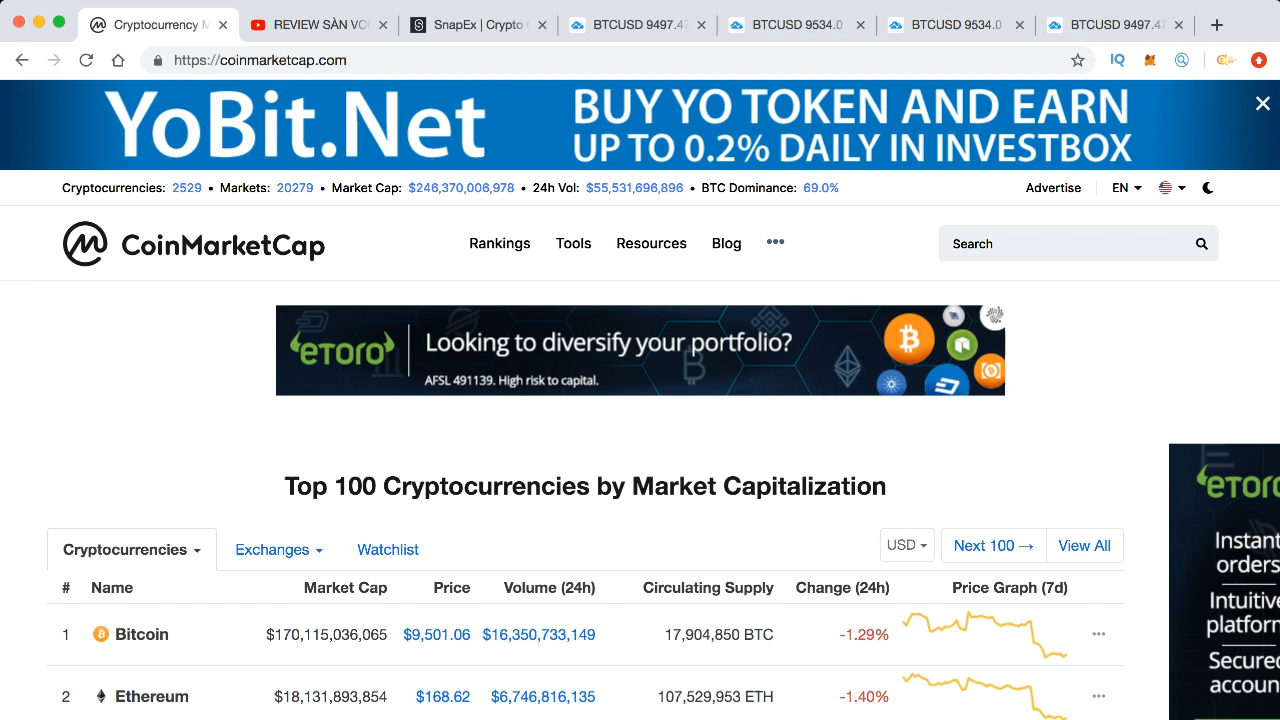 Cryptocurrency M
REVIEW SÀN VCC
SnapEx | Crypto
BTCUSD 9497.47
BTCUSD 9534.0
BTCUSD 9534.0
BTCUSD 9497.47
https://coinmarketcap.com
IQ
YoBit.Net
BUY YO TOKEN AND EARN
UP TO 0.2% DAILY IN INVESTBOX
Cryptocurrencies: 2529 • Markets: 20279 • Market Cap: $246,370,006,978 • 24h Vol: $55,531,696,896 • BTC Dominance: 69.0%
Advertise
EN
CoinMarketCap
Rankings
Tools
Resources
Blog
Search
eToro
Looking to diversify your portfolio?
AFSL 491139. High risk to capital.
Top 100 Cryptocurrencies by Market Capitalization
Cryptocurrencies
Exchanges
Watchlist
USD
Next 100 →
View All
# Name Market Cap Price Volume (24h) Circulating Supply Change (24h) Price Graph (7d)
1 Bitcoin $170,115,036,065 $9,501.06 $16,350,733,149 17,904,850 BTC -1.29%
2 Ethereum $18,131,893,854 $168.62 $6,746,816,135 107,529,953 ETH -1.40%
eTor
Instant
orders
Intuitive
platform
Secured
accoun